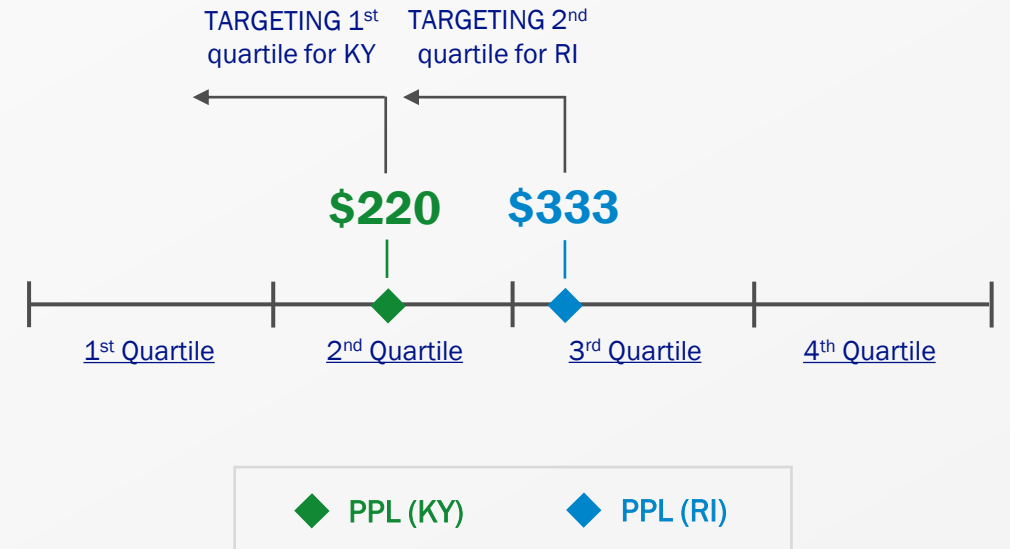 TARGETING 1st
quartile for KY
TARGETING 2nd
quartile for RI
$220
$333
1st Quartile
2nd Quartile
3rd Quartile
4th Quartile
PPL (KY)
PPL (RI)